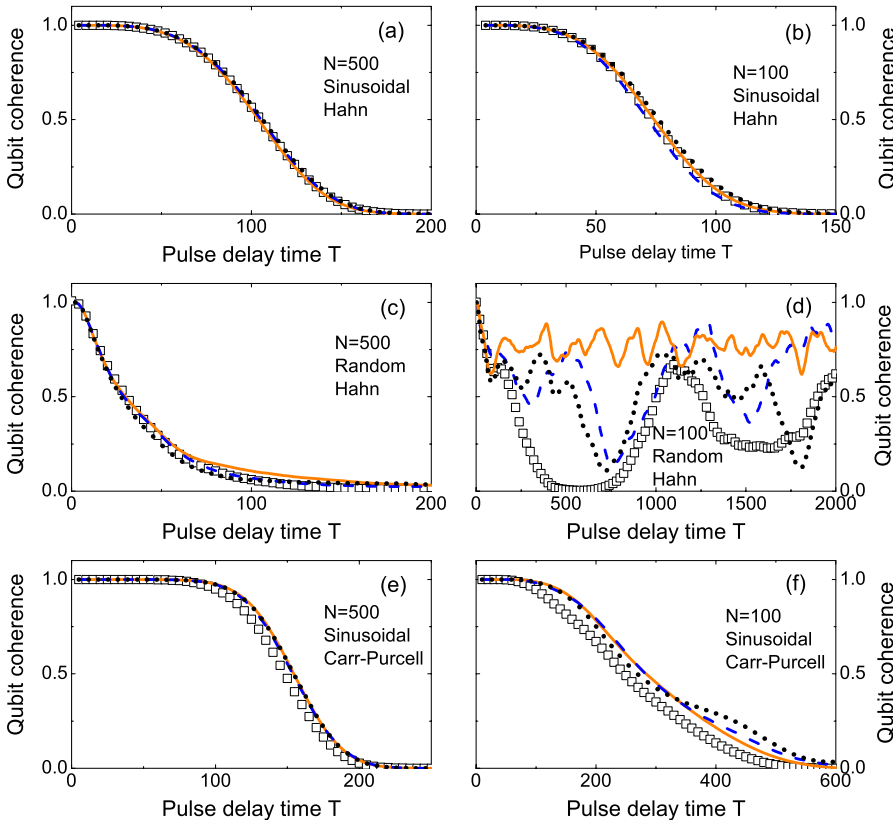 (a)
N=500
Sinusoidal
Hahn
Qubit coherence
1.0
0.5
0.0
0 100 200
Pulse delay time T
(b)
N=100
Sinusoidal
Hahn
Qubit coherence
1.0
0.5
0.0
0 50 100 150
Pulse delay time T
(c)
N=500
Random
Hahn
Qubit coherence
1.0
0.5
0.0
0 100 200
Pulse delay time T
(d)
N=100
Random
Hahn
Qubit coherence
1.0
0.5
0.0
0 500 1000 1500 2000
Pulse delay time T
(e)
N=500
Sinusoidal
Carr-Purcell
Qubit coherence
1.0
0.5
0.0
0 100 200
Pulse delay time T
(f)
N=100
Sinusoidal
Carr-Purcell
Qubit coherence
1.0
0.5
0.0
0 200 400 600
Pulse delay time T